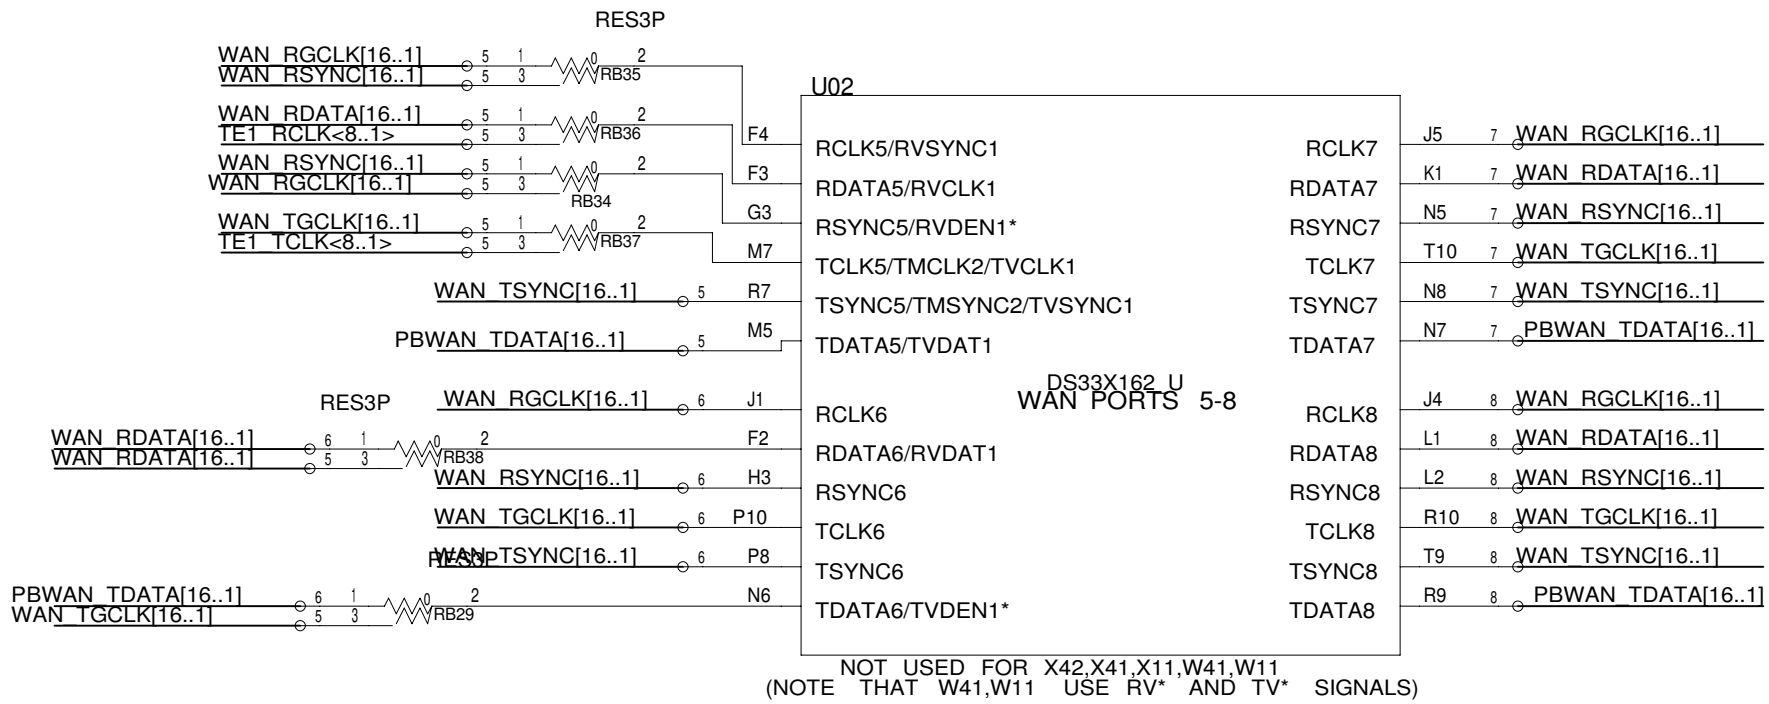 RES3P
WAN_RGCLK[16..1] 5 1 0 2
WAN_RSYNC[16..1] 5 3 RB35
U02
WAN_RDATA[16..1] 5 1 0 2
TE1_RCLK<8..1> 5 3 RB36
F4 RCLK5/RVSYNC1 RCLK7 J5 7 WAN_RGCLK[16..1]
WAN_RSYNC[16..1] 5 1 0 2
WAN_RGCLK[16..1] 5 3 RB34
F3 RDATA5/RVCLK1 RDATA7 K1 7 WAN_RDATA[16..1]
G3 RSYNC5/RVDEN1* RSYNC7 N5 7 WAN_RSYNC[16..1]
WAN_TGCLK[16..1] 5 1 0 2
TE1_TCLK<8..1> 5 3 RB37
M7 TCLK5/TMCLK2/TVCLK1 TCLK7 T10 7 WAN_TGCLK[16..1]
WAN_TSYNC[16..1] 5 R7 TSYNC5/TMSYNC2/TVSYNC1 TSYNC7 N8 7 WAN_TSYNC[16..1]
PBWAN_TDATA[16..1] 5 M5 TDATA5/TVDAT1 TDATA7 N7 7 PBWAN_TDATA[16..1]
DS33X162_U
WAN PORTS 5-8
RES3P
WAN_RGCLK[16..1] 6 J1 RCLK6 RCLK8 J4 8 WAN_RGCLK[16..1]
WAN_RDATA[16..1] 6 1 0 2 F2 RDATA6/RVDAT1 RDATA8 L1 8 WAN_RDATA[16..1]
WAN_RDATA[16..1] 5 3 RB38
WAN_RSYNC[16..1] 6 H3 RSYNC6 RSYNC8 L2 8 WAN_RSYNC[16..1]
WAN_TGCLK[16..1] 6 P10 TCLK6 TCLK8 R10 8 WAN_TGCLK[16..1]
RES3P
WAN_TSYNC[16..1] 6 P8 TSYNC6 TSYNC8 T9 8 WAN_TSYNC[16..1]
PBWAN_TDATA[16..1] 6 1 0 2 N6 TDATA6/TVDEN1* TDATA8 R9 8 PBWAN_TDATA[16..1]
WAN_TGCLK[16..1] 5 3 RB29
NOT USED FOR X42,X41,X11,W41,W11
(NOTE THAT W41,W11 USE RV* AND TV* SIGNALS)